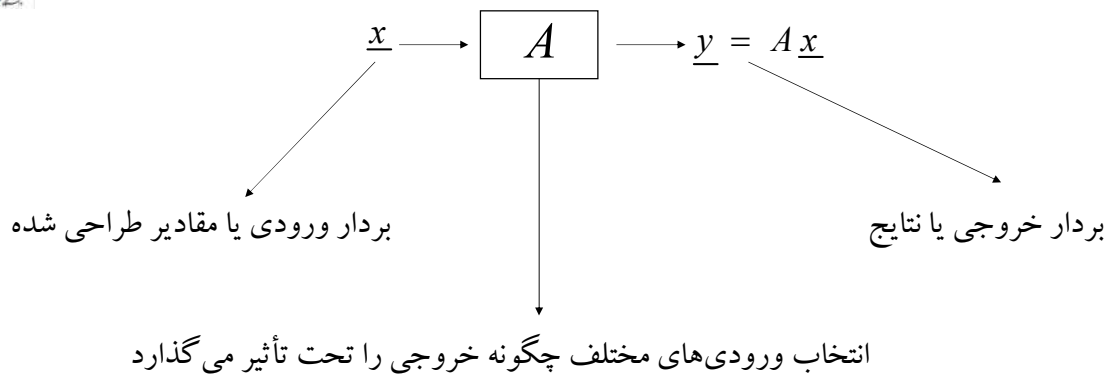 x → A → y = A x
بردار ورودی یا مقادیر طراحی شده
بردار خروجی یا نتایج
انتخاب ورودی‌های مختلف چگونه خروجی را تحت تأثیر می‌گذارد